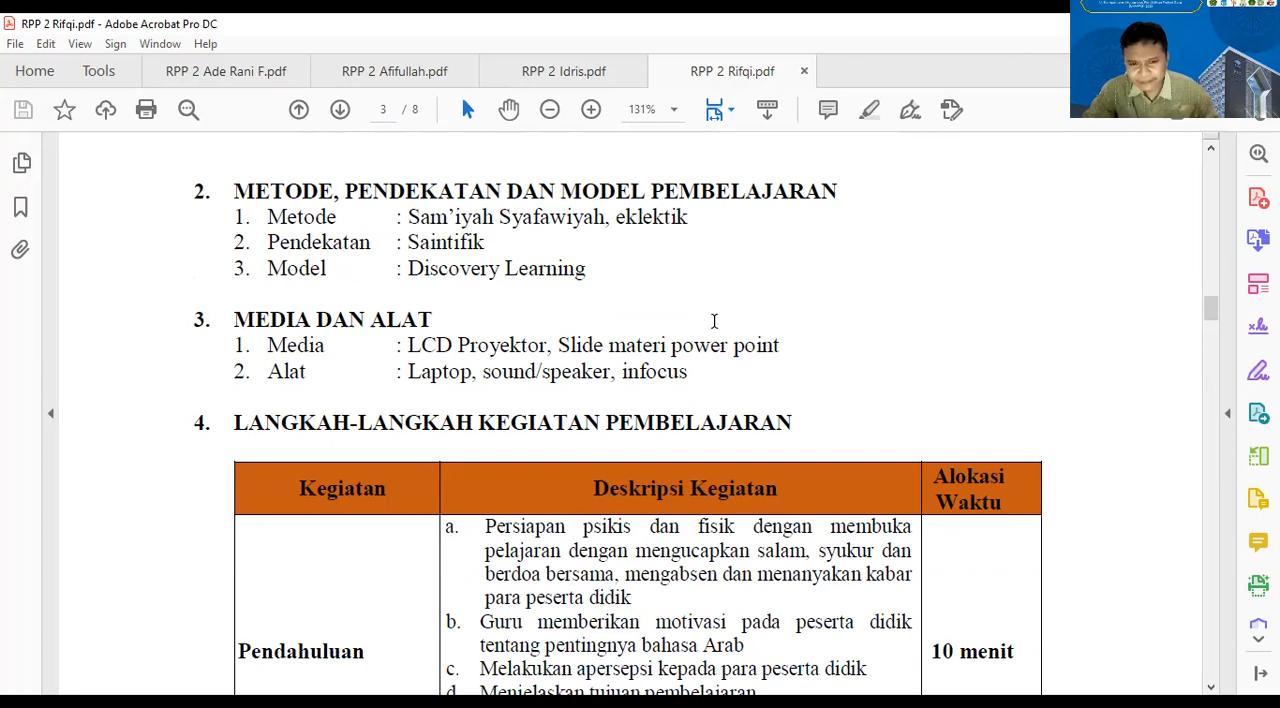 RPP 2 Rifqi.pdf - Adobe Acrobat Pro DC
File Edit View Sign Window Help
Home Tools RPP 2 Ade Rani F.pdf RPP 2 Afifullah.pdf RPP 2 Idris.pdf RPP 2 Rifqi.pdf ×
3 / 8 131%
2. METODE, PENDEKATAN DAN MODEL PEMBELAJARAN
1. Metode : Sam’iyah Syafawiyah, eklektik
2. Pendekatan : Saintifik
3. Model : Discovery Learning
3. MEDIA DAN ALAT
1. Media : LCD Proyektor, Slide materi power point
2. Alat : Laptop, sound/speaker, infocus
4. LANGKAH-LANGKAH KEGIATAN PEMBELAJARAN
Kegiatan Deskripsi Kegiatan Alokasi
Waktu
a. Persiapan psikis dan fisik dengan membuka
pelajaran dengan mengucapkan salam, syukur dan
berdoa bersama, mengabsen dan menanyakan kabar
para peserta didik
b. Guru memberikan motivasi pada peserta didik
tentang pentingnya bahasa Arab
Pendahuluan 10 menit
c. Melakukan apersepsi kepada para peserta didik
d. Menjelaskan tujuan pembelajaran